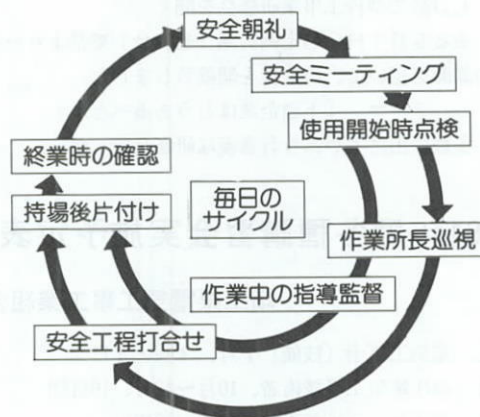 安全朝礼
安全ミーティング
使用開始時点検
作業所長巡視
作業中の指導監督
安全工程打合せ
持場後片付け
終業時の確認
毎日の
サイクル